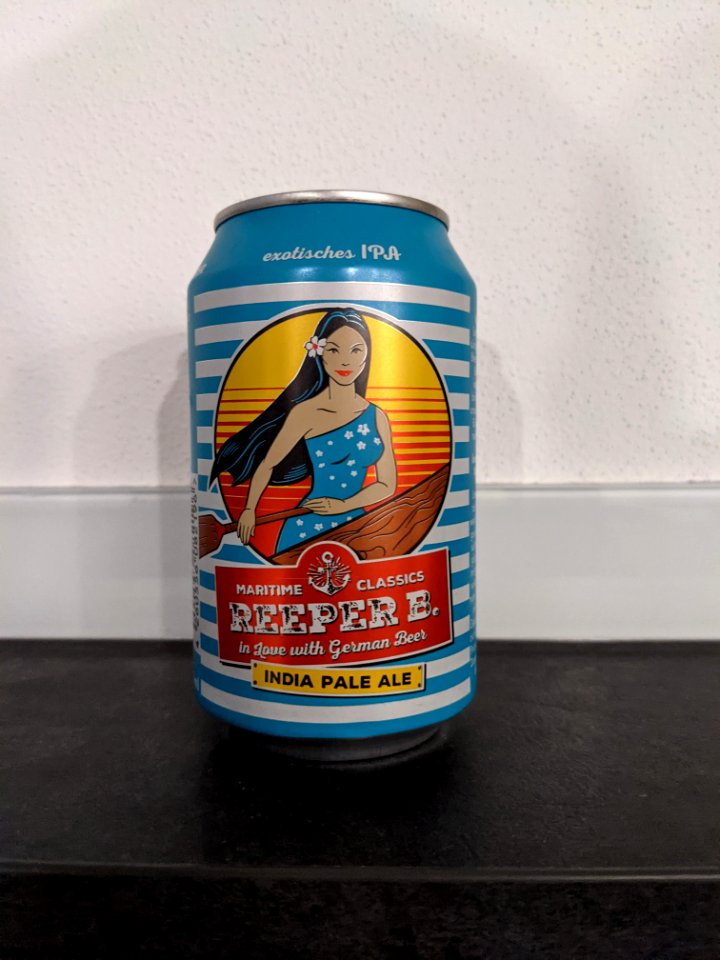 exotisches IPA
MARITIME CLASSICS
REEPER B.
in Love with German Beer
INDIA PALE ALE